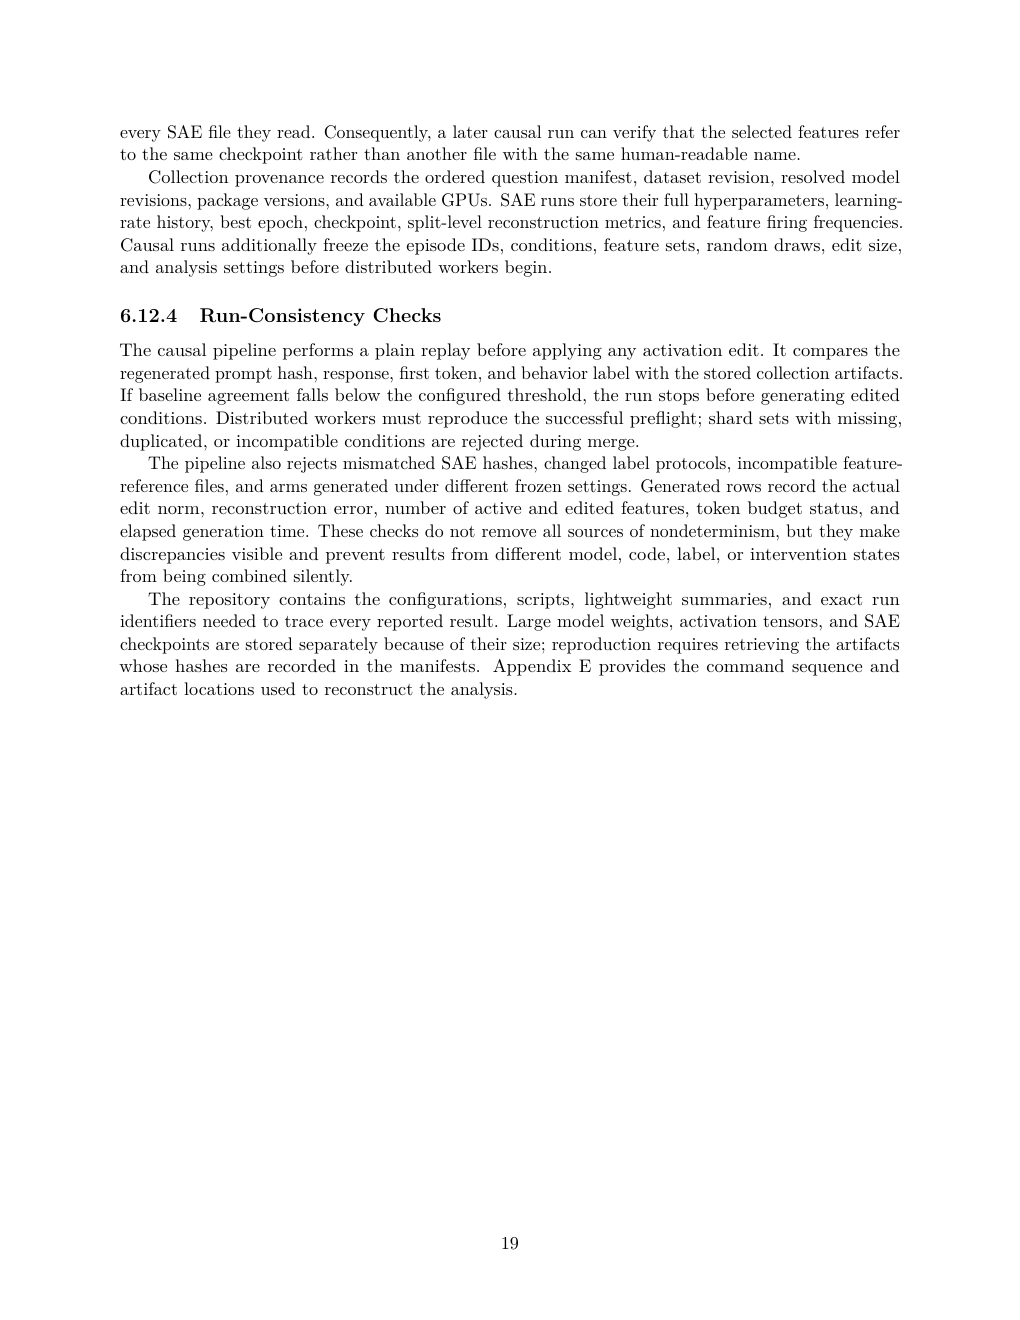 every SAE file they read. Consequently, a later causal run can verify that the selected features refer
to the same checkpoint rather than another file with the same human-readable name.
Collection provenance records the ordered question manifest, dataset revision, resolved model
revisions, package versions, and available GPUs. SAE runs store their full hyperparameters, learning-
rate history, best epoch, checkpoint, split-level reconstruction metrics, and feature firing frequencies.
Causal runs additionally freeze the episode IDs, conditions, feature sets, random draws, edit size,
and analysis settings before distributed workers begin.
6.12.4 Run-Consistency Checks
The causal pipeline performs a plain replay before applying any activation edit. It compares the
regenerated prompt hash, response, first token, and behavior label with the stored collection artifacts.
If baseline agreement falls below the configured threshold, the run stops before generating edited
conditions. Distributed workers must reproduce the successful preflight; shard sets with missing,
duplicated, or incompatible conditions are rejected during merge.
The pipeline also rejects mismatched SAE hashes, changed label protocols, incompatible feature-
reference files, and arms generated under different frozen settings. Generated rows record the actual
edit norm, reconstruction error, number of active and edited features, token budget status, and
elapsed generation time. These checks do not remove all sources of nondeterminism, but they make
discrepancies visible and prevent results from different model, code, label, or intervention states
from being combined silently.
The repository contains the configurations, scripts, lightweight summaries, and exact run
identifiers needed to trace every reported result. Large model weights, activation tensors, and SAE
checkpoints are stored separately because of their size; reproduction requires retrieving the artifacts
whose hashes are recorded in the manifests. Appendix E provides the command sequence and
artifact locations used to reconstruct the analysis.
19